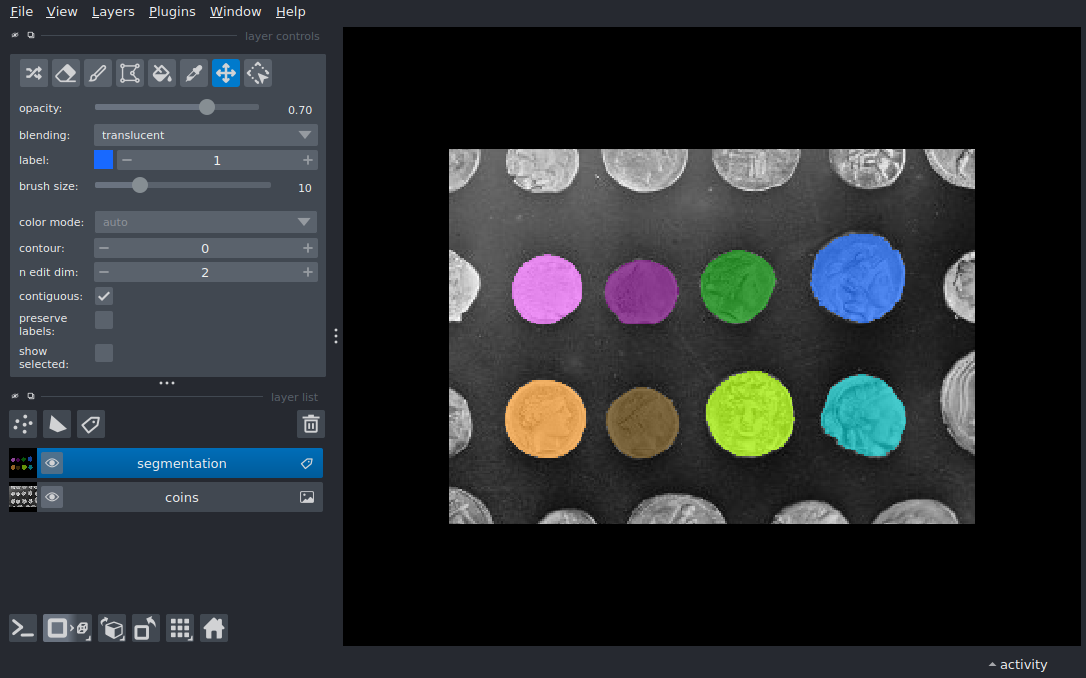 File View Layers Plugins Window Help
layer controls
opacity: 0.70
blending: translucent
label: 1
brush size: 10
color mode: auto
contour: 0
n edit dim: 2
contiguous:
preserve
labels:
show
selected:
layer list
segmentation
coins
activity